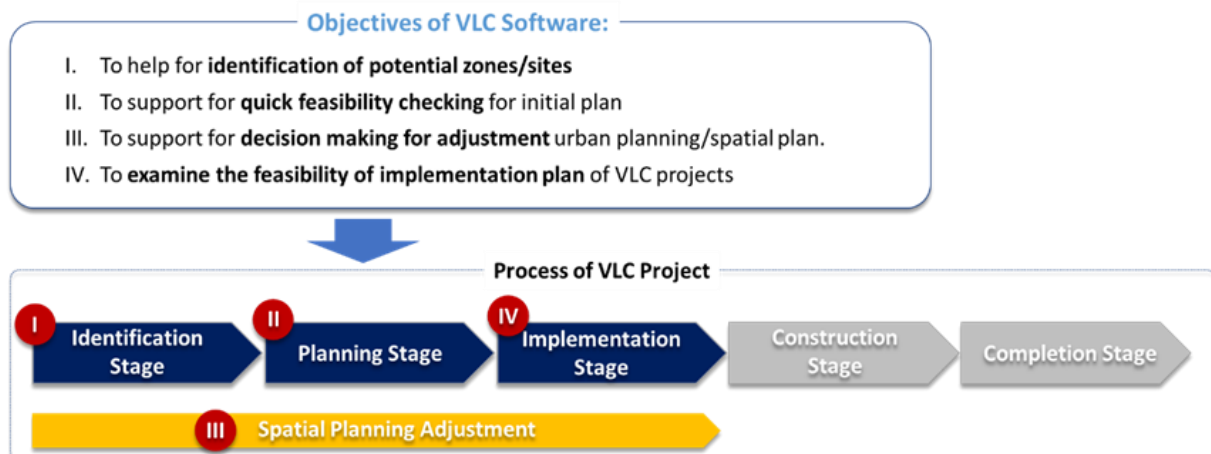 Objectives of VLC Software:
I. To help for identification of potential zones/sites
II. To support for quick feasibility checking for initial plan
III. To support for decision making for adjustment urban planning/spatial plan.
IV. To examine the feasibility of implementation plan of VLC projects
Process of VLC Project
I
Identification
Stage
II
Planning Stage
IV
Implementation
Stage
Construction
Stage
Completion Stage
III
Spatial Planning Adjustment